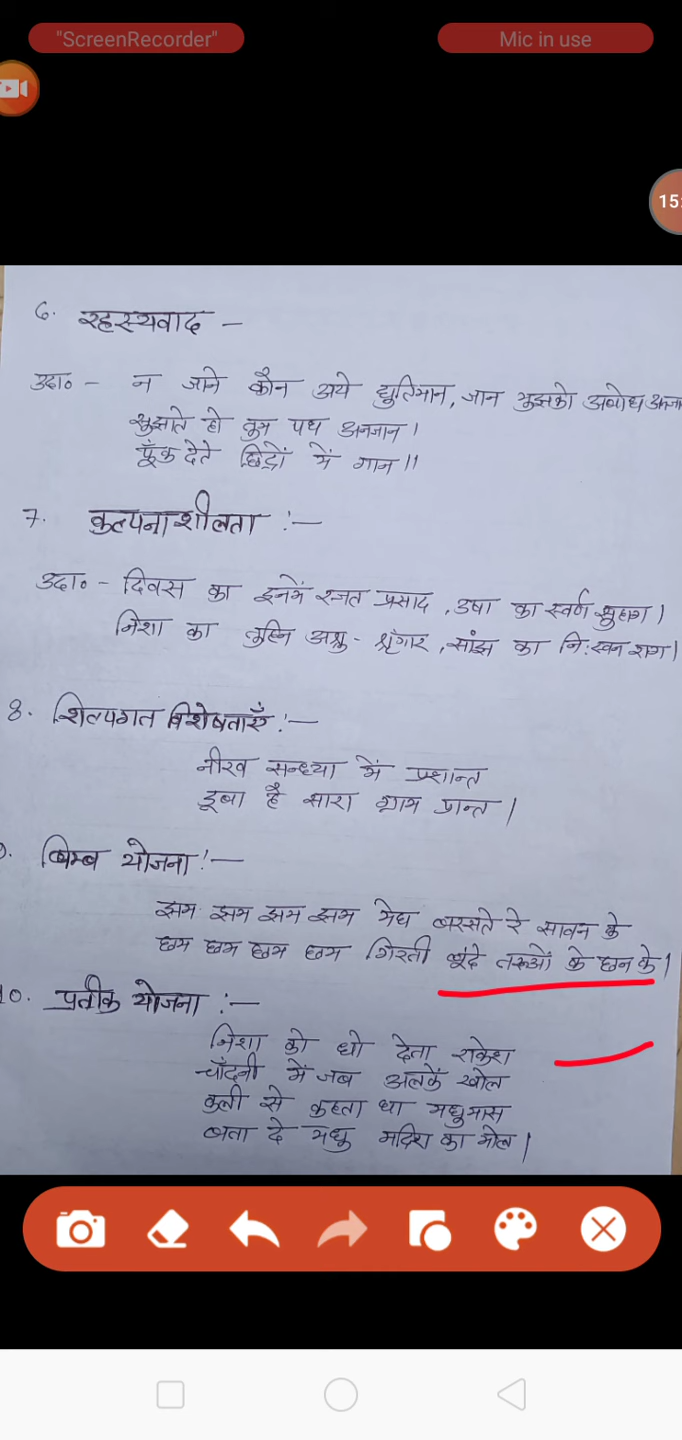 "ScreenRecorder"
Mic in use
15:
6. रहस्यवाद -
उदा० - न जाने कौन अये द्युतिमान, जान मुझको अबोध अजा
सुझाते हो तुम पथ अनजान।
फूँक देते छिद्रों में गान।।
7. कल्पनाशीलता :-
उदा० - दिवस का इनमें रजत प्रसाद, उषा का स्वर्ण सुहाग।
निशा का तुहिन अश्रु - श्रृंगार, सांझ का नि:स्वन राग।
8. शिल्पगत विशेषताएँ :-
नीरव सन्ध्या में प्रशान्त
डूबा है सारा ग्राम प्रान्त।
9. बिम्ब योजना :-
झम झम झम झम मेघ बरसते रे सावन के
छम छम छम छम गिरती बूंदे तरूओं के छन के।
10. प्रतीक योजना :-
निशा को धो देता राकेश
चाँदनी में जब अलकें खोल
कली से कहता था मधुमास
बता दे मधु मदिरा का मोल।